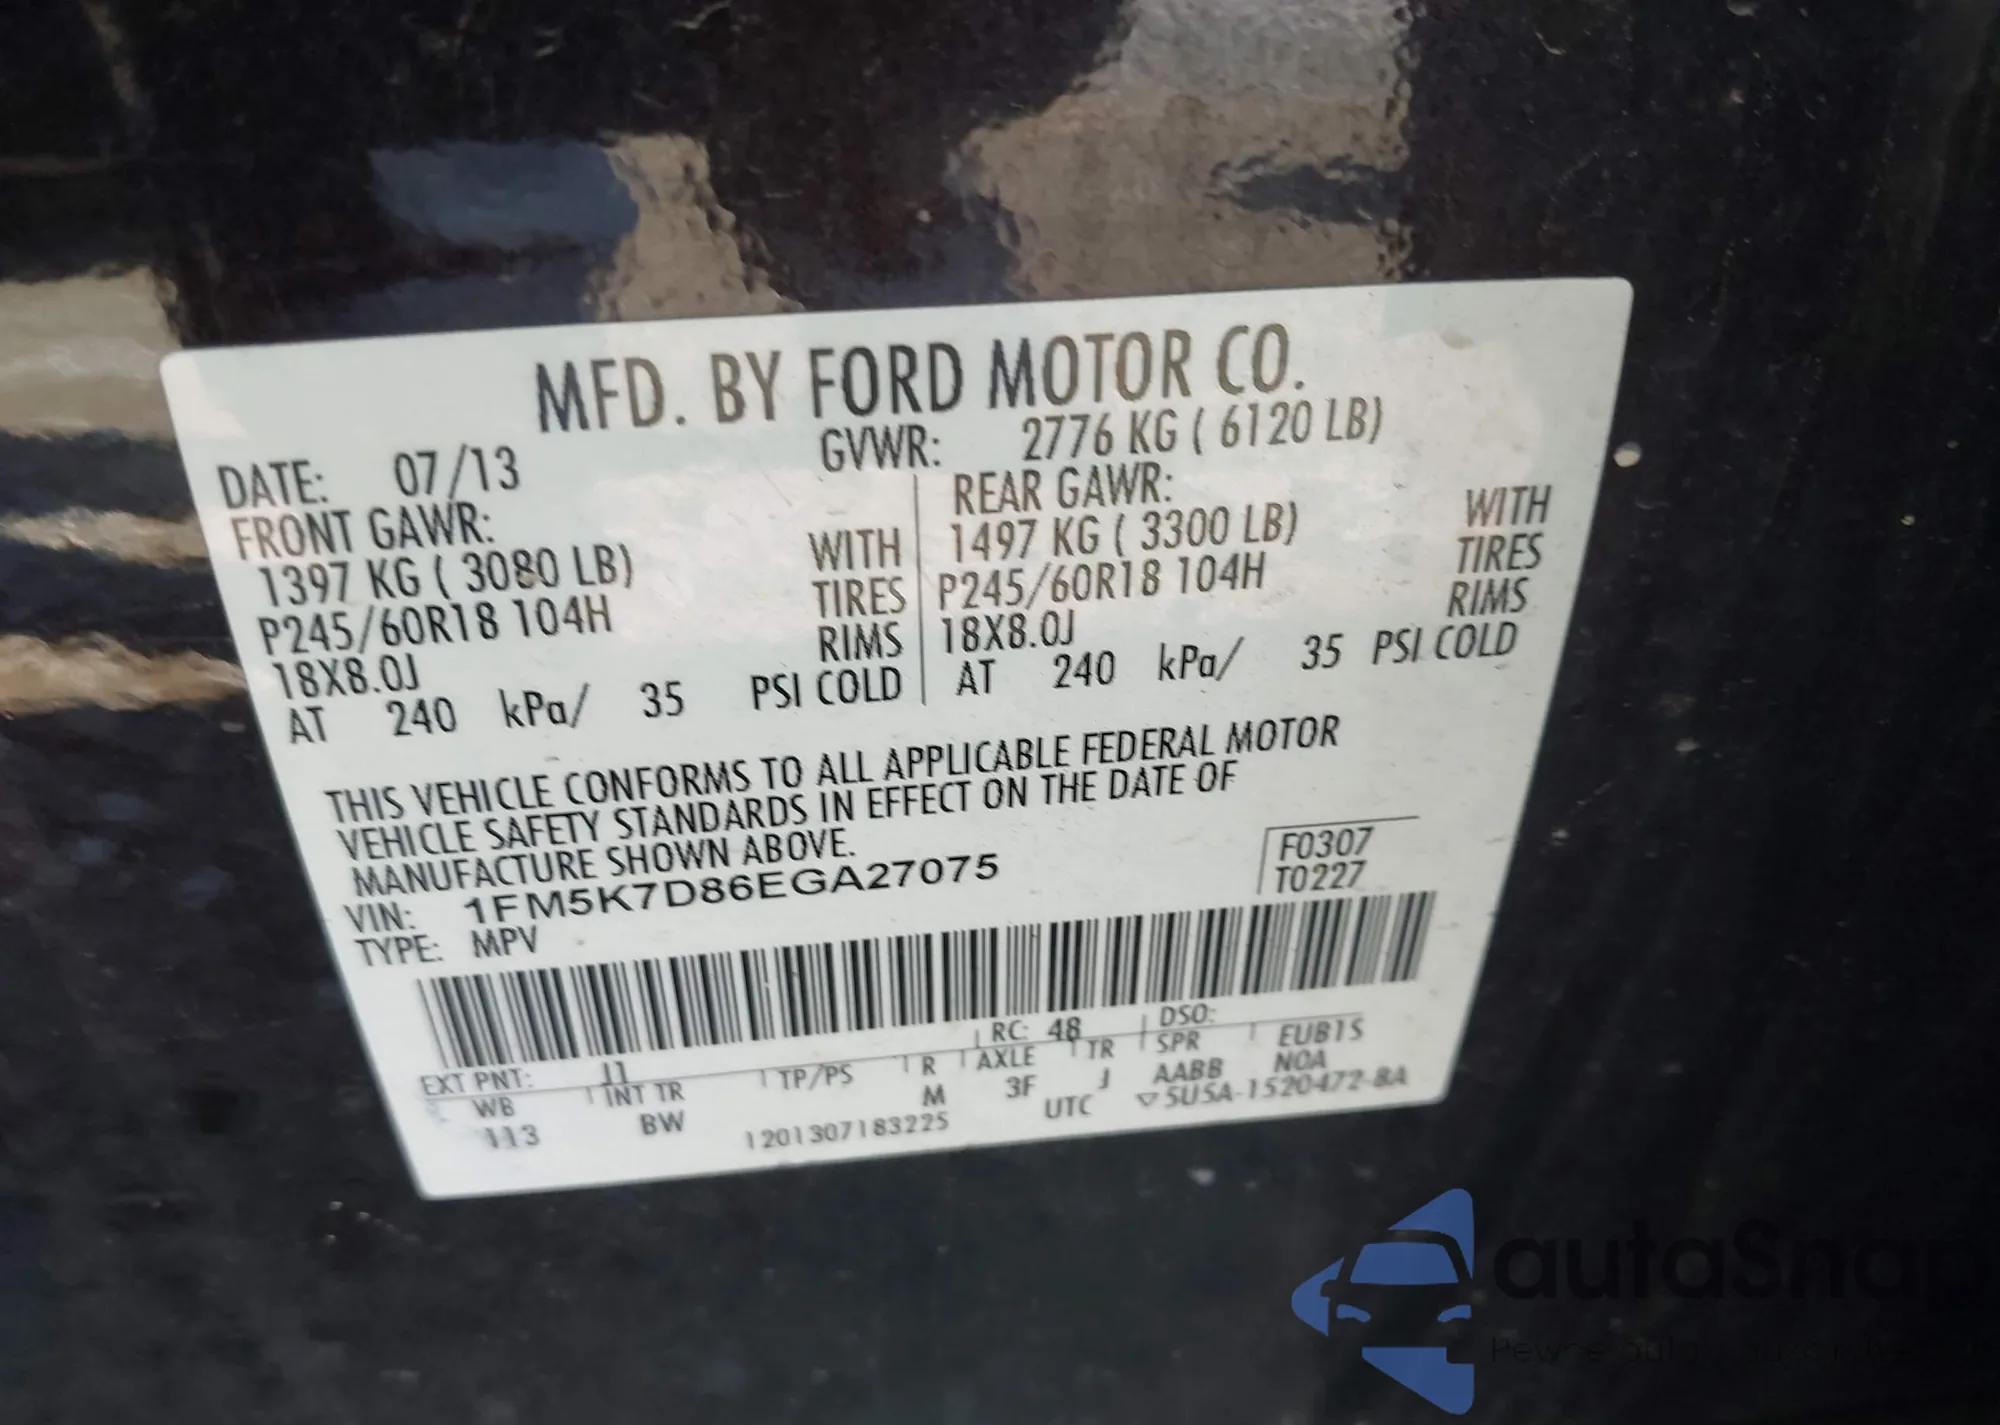 MFD. BY FORD MOTOR CO.
DATE: 07/13 GVWR: 2776 KG ( 6120 LB)
FRONT GAWR: REAR GAWR:
1397 KG ( 3080 LB) WITH 1497 KG ( 3300 LB) WITH
P245/60R18 104H TIRES P245/60R18 104H TIRES
18X8.0J RIMS 18X8.0J RIMS
AT 240 kPa/ 35 PSI COLD AT 240 kPa/ 35 PSI COLD
THIS VEHICLE CONFORMS TO ALL APPLICABLE FEDERAL MOTOR
VEHICLE SAFETY STANDARDS IN EFFECT ON THE DATE OF
MANUFACTURE SHOWN ABOVE.
VIN: 1FM5K7D86EGA27075
F0307
T0227
TYPE: MPV
EXT PNT: J1 RC: 48 DSO:
WB INT TR TP/PS R AXLE TR SPR EUB1S
113 BW M 3F J AABB NOA
1201307183225 UTC ▽5U5A-1520472-BA
autoSnap
Pewne auto